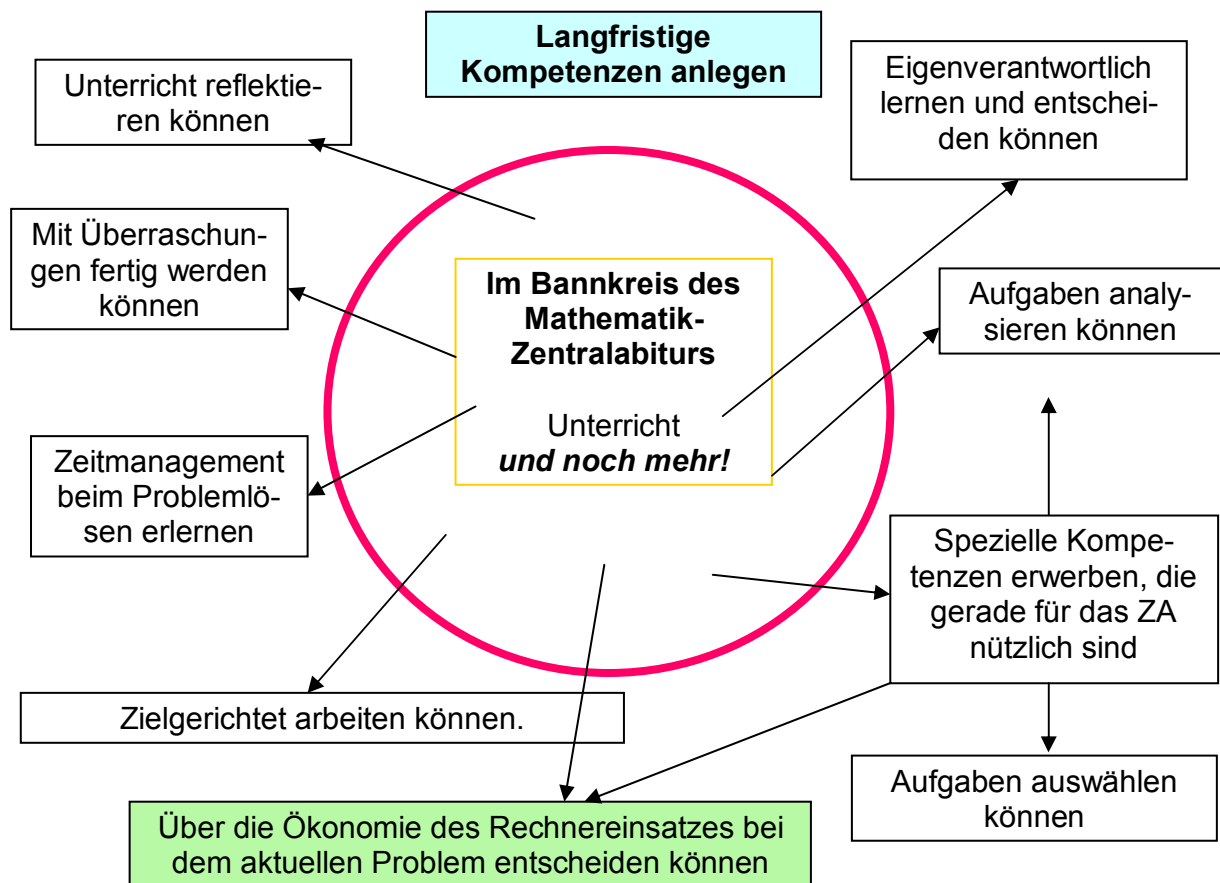 Langfristige
Kompetenzen anlegen
Unterricht reflektie-
ren können
Eigenverantwortlich
lernen und entschei-
den können
Mit Überraschun-
gen fertig werden
können
Im Bannkreis des
Mathematik-
Zentralabiturs
Unterricht
und noch mehr!
Aufgaben analy-
sieren können
Zeitmanagement
beim Problemlö-
sen erlernen
Spezielle Kompe-
tenzen erwerben, die
gerade für das ZA
nützlich sind
Zielgerichtet arbeiten können.
Aufgaben auswählen
können
Über die Ökonomie des Rechnereinsatzes bei
dem aktuellen Problem entscheiden können